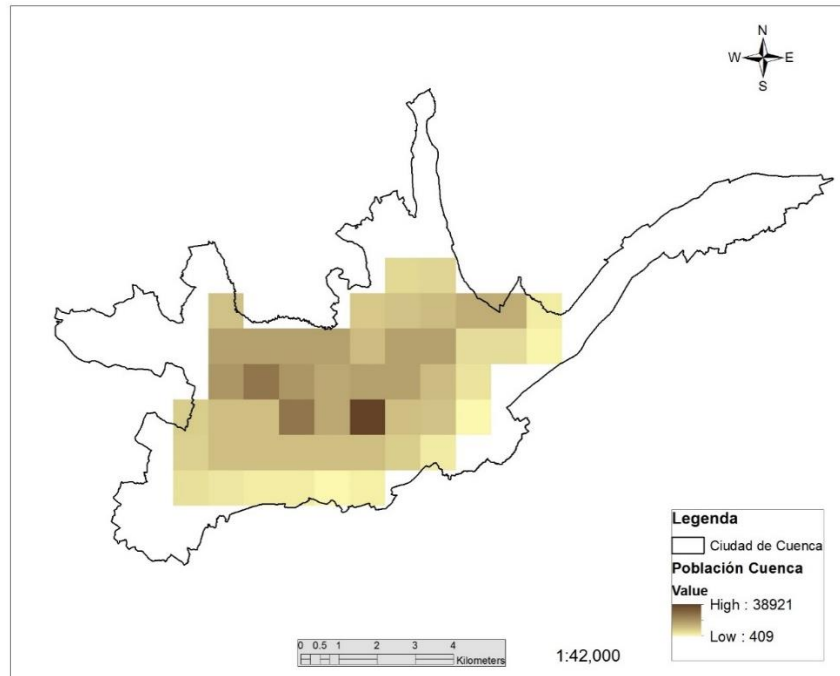 N
W E
S
Legenda
Ciudad de Cuenca
Población Cuenca
Value
High : 38921
Low : 409
0 0.5 1 2 3 4
Kilometers
1:42,000